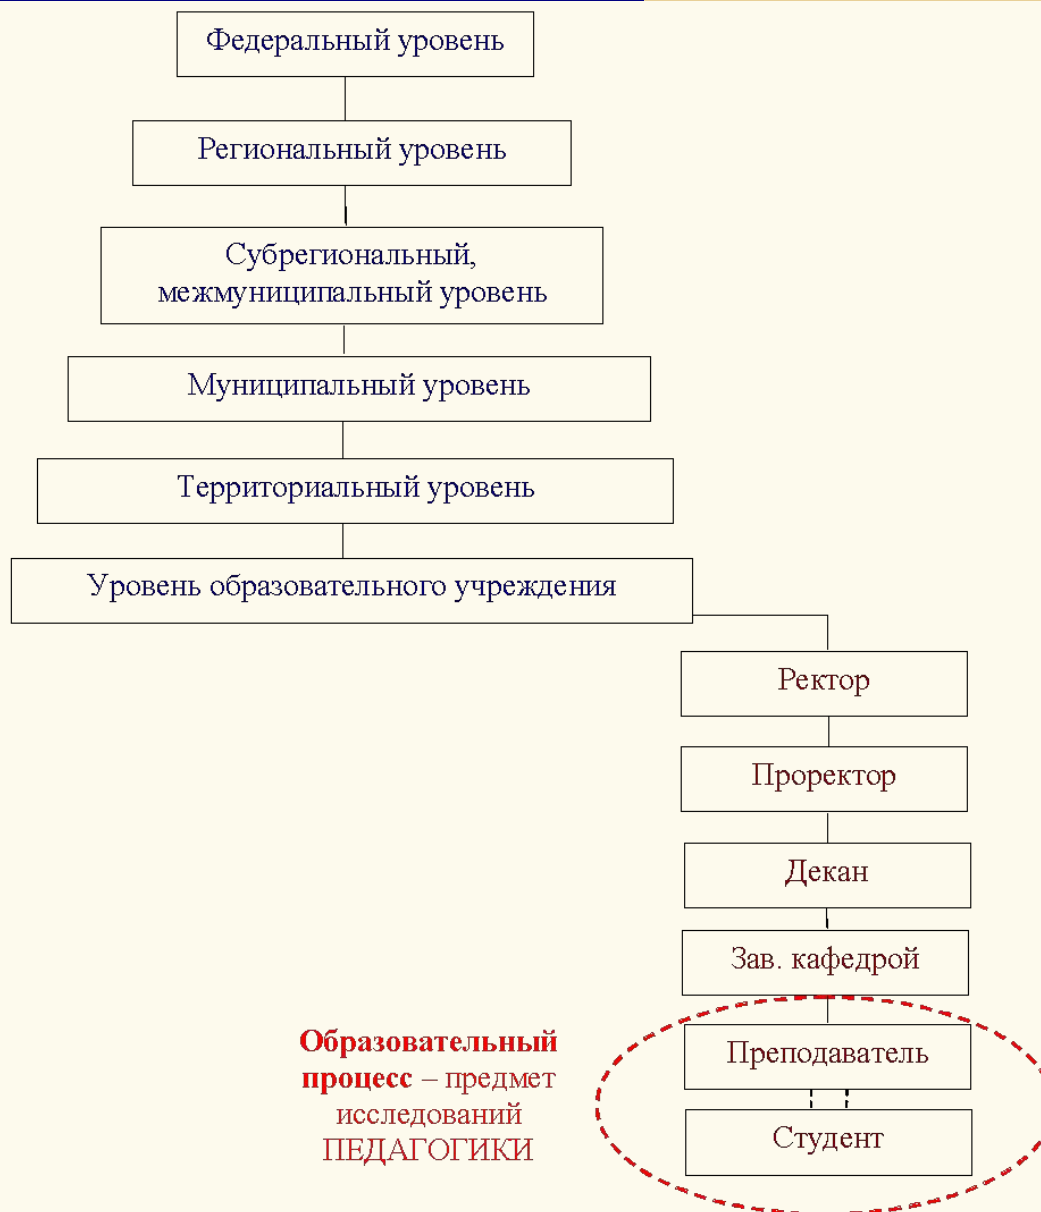 Федеральный уровень
Региональный уровень
Субрегиональный,
межмуниципальный уровень
Муниципальный уровень
Территориальный уровень
Уровень образовательного учреждения
Ректор
Проректор
Декан
Зав. кафедрой
Образовательный
процесс – предмет
исследований
ПЕДАГОГИКИ
Преподаватель
Студент